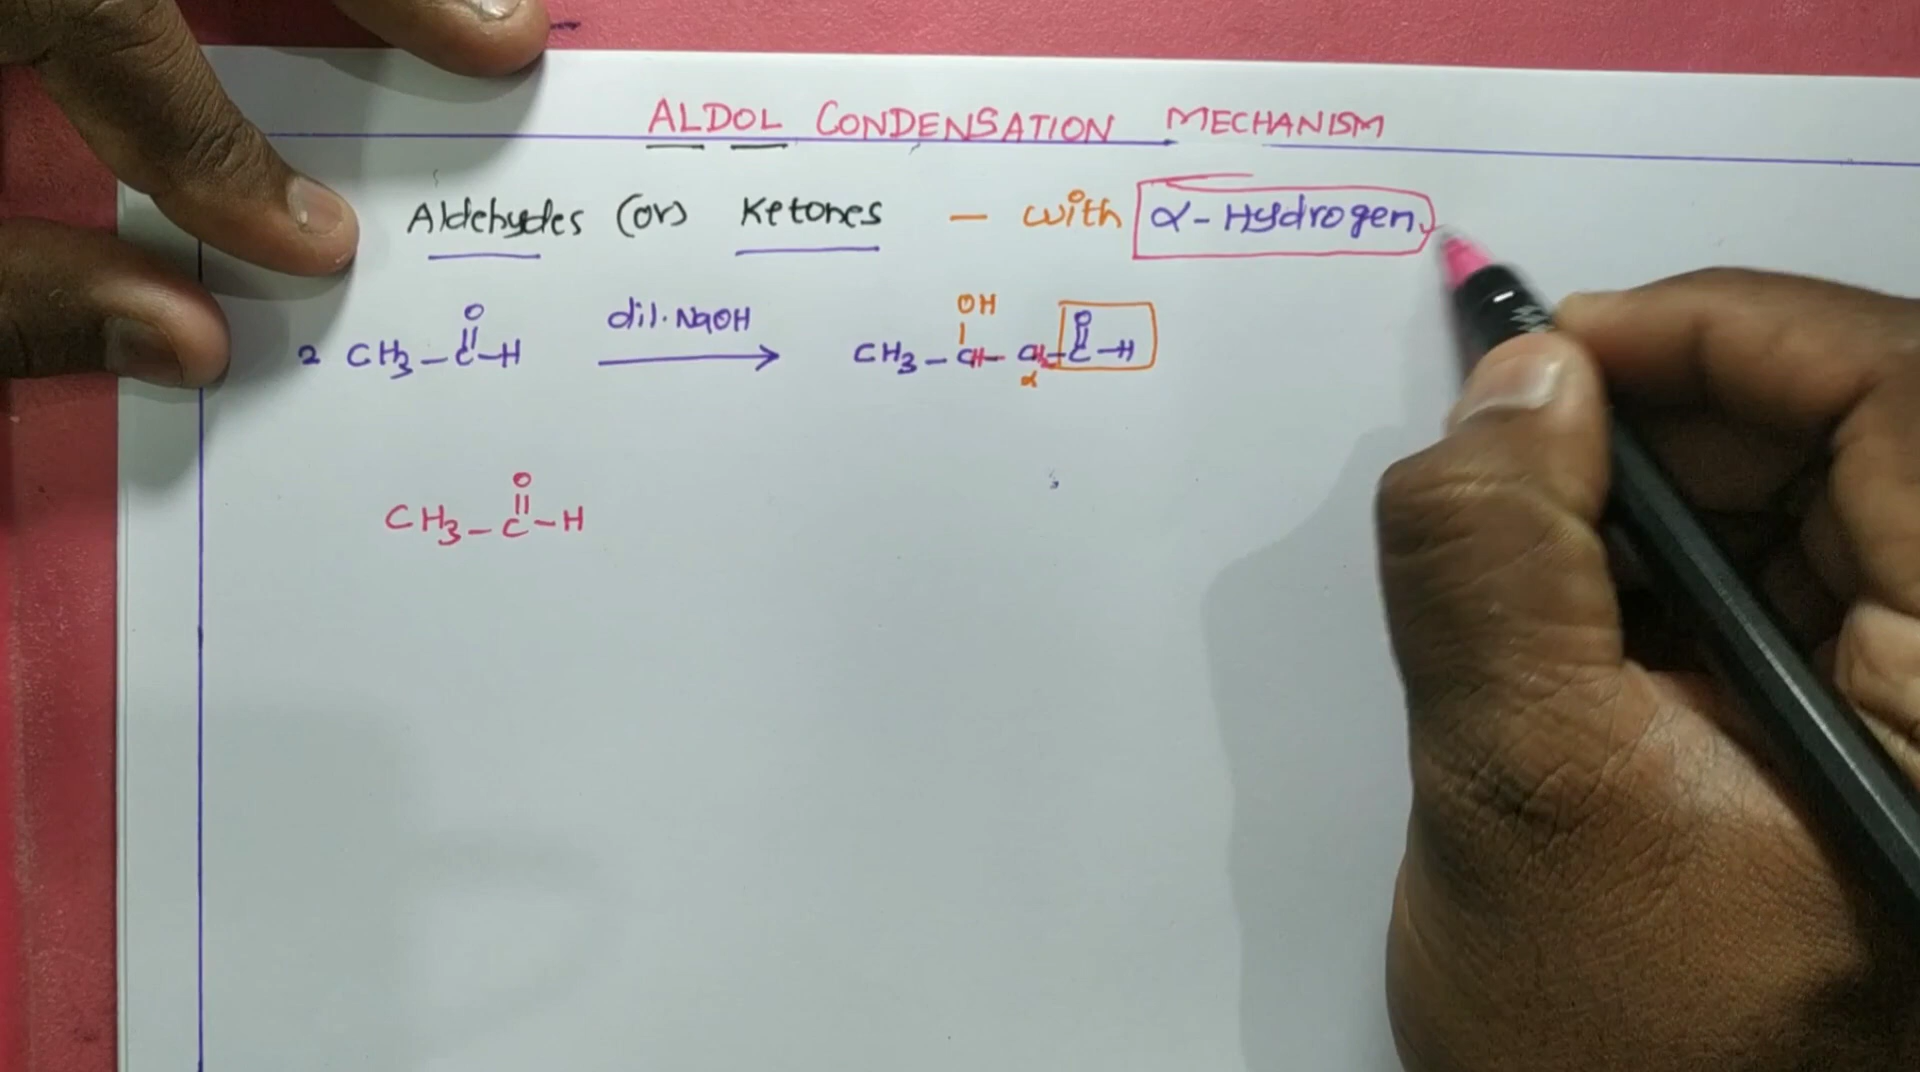 ALDOL CONDENSATION MECHANISM
Aldehydes (or) Ketones - with α-Hydrogen
O dil. NaOH OH O
2 CH3-C-H → CH3-CH-CH2-C-H
α
O
CH3-C-H